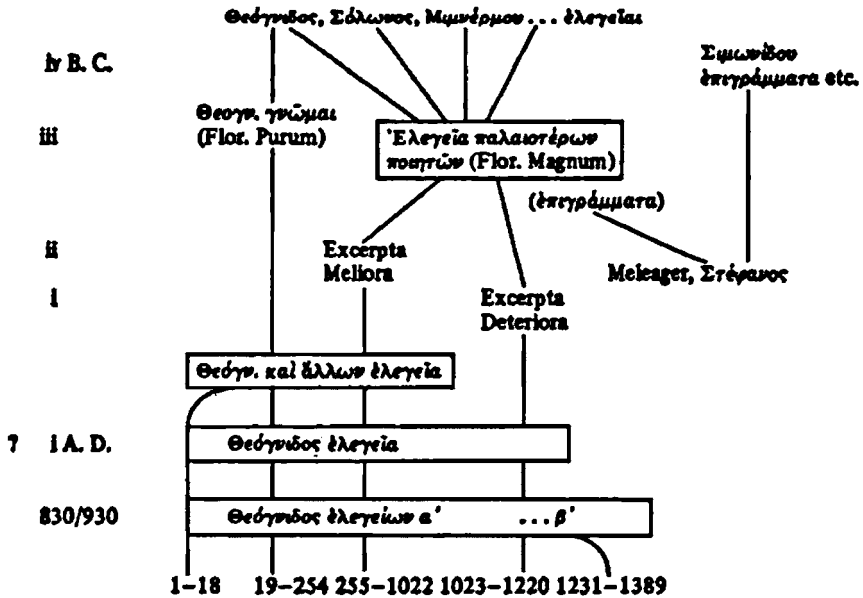 Θεόγνιδος, Σόλωνος, Μιμνέρμου ... ἐλεγεῖαι
iv B. C.
Σιμωνίδου
ἐπιγράμματα etc.
Θεογν. γνῶμαι
(Flor. Purum)
iii
Ἐλεγεῖα παλαιοτέρων
ποιητῶν (Flor. Magnum)
(ἐπιγράμματα)
ii
Excerpta
Meliora
Meleager, Στέφανος
i
Excerpta
Deteriora
Θεόγν. καὶ ἄλλων ἐλεγεῖα
? i A. D.
Θεόγνιδος ἐλεγεῖα
830/930
Θεόγνιδος ἐλεγείων α′ ... β′
1–18 19–254 255–1022 1023–1220 1231–1389